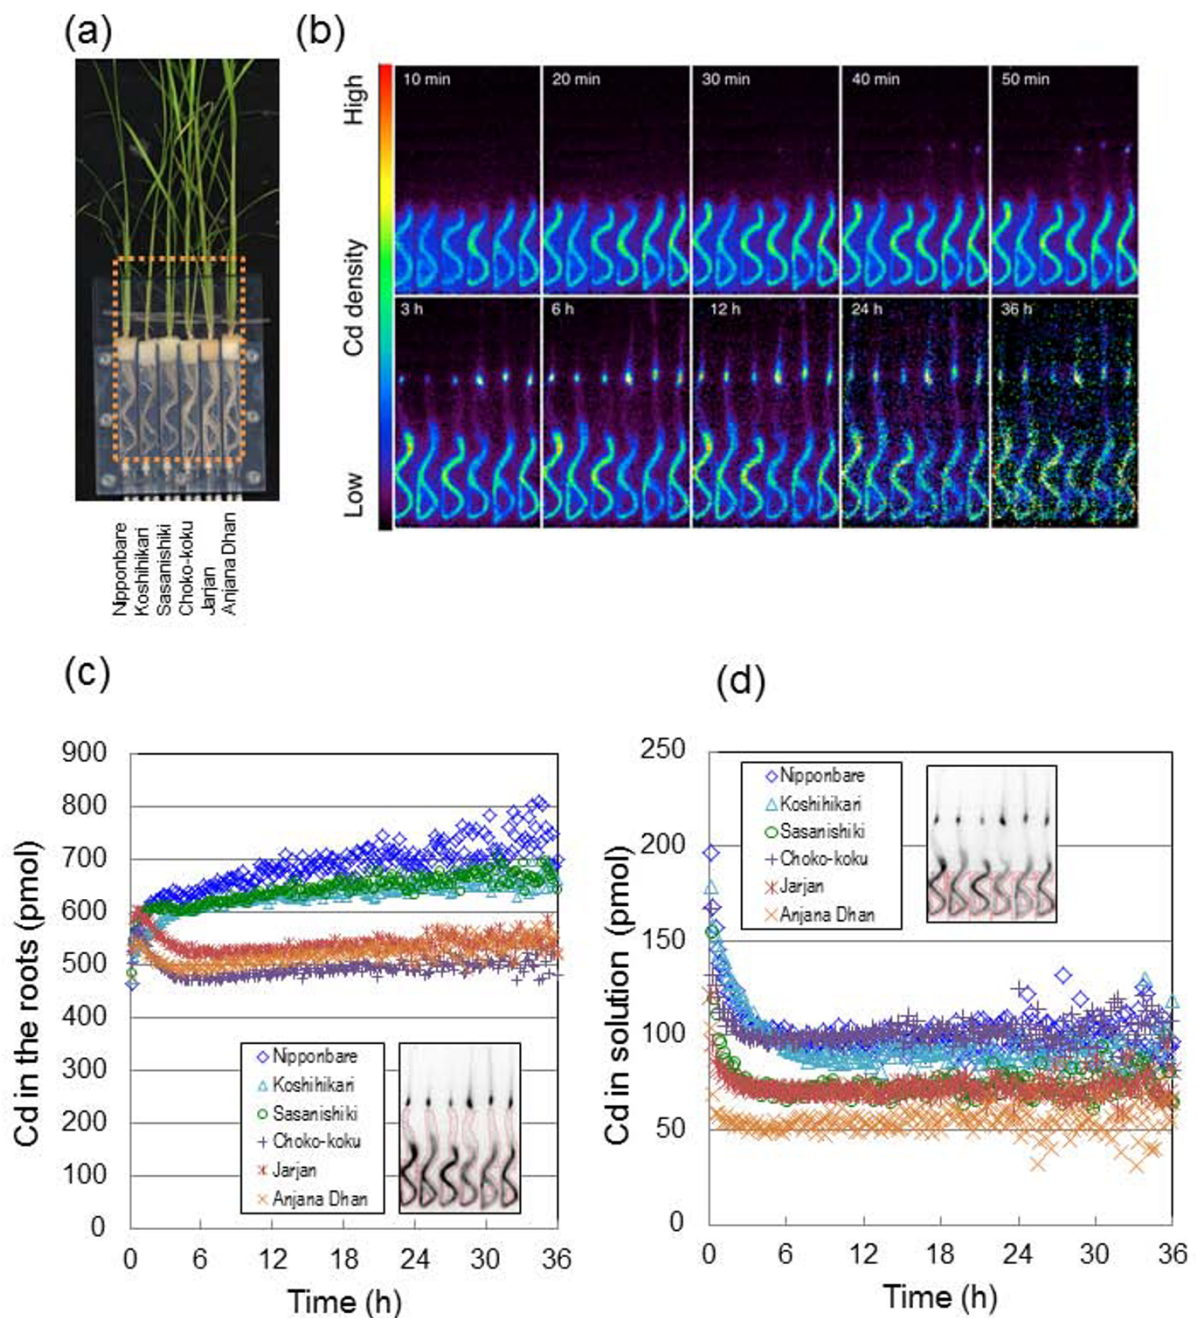 (a)
Nipponbare
Koshihikari
Sasanishiki
Choko-koku
Jarjan
Anjana Dhan
(b)
High
Cd density
Low
10 min
20 min
30 min
40 min
50 min
3 h
6 h
12 h
24 h
36 h
(c)
Cd in the roots (pmol)
900
800
700
600
500
400
300
200
100
0
Nipponbare
Koshihikari
Sasanishiki
Choko-koku
Jarjan
Anjana Dhan
0 6 12 18 24 30 36
Time (h)
(d)
Cd in solution (pmol)
250
200
150
100
50
0
Nipponbare
Koshihikari
Sasanishiki
Choko-koku
Jarjan
Anjana Dhan
0 6 12 18 24 30 36
Time (h)